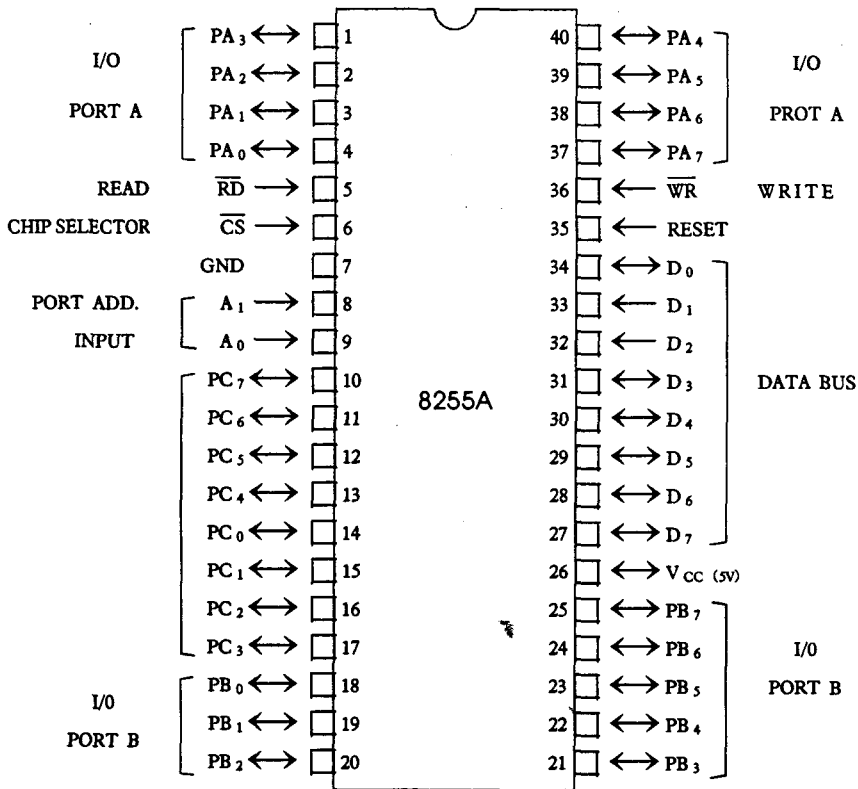 PA3 1 40 PA4
I/O PA2 2 39 PA5 I/O
PORT A PA1 3 38 PA6 PROT A
PA0 4 37 PA7
READ RD 5 36 WR WRITE
CHIP SELECTOR CS 6 35 RESET
GND 7 34 D0
PORT ADD. A1 8 33 D1
INPUT A0 9 32 D2
PC7 10 31 D3 DATA BUS
8255A
PC6 11 30 D4
PC5 12 29 D5
PC4 13 28 D6
PC0 14 27 D7
PC1 15 26 VCC (5V)
PC2 16 25 PB7
PC3 17 24 PB6 I/0
PB0 18 23 PB5 PORT B
I/0 PB1 19 22 PB4
PORT B PB2 20 21 PB3